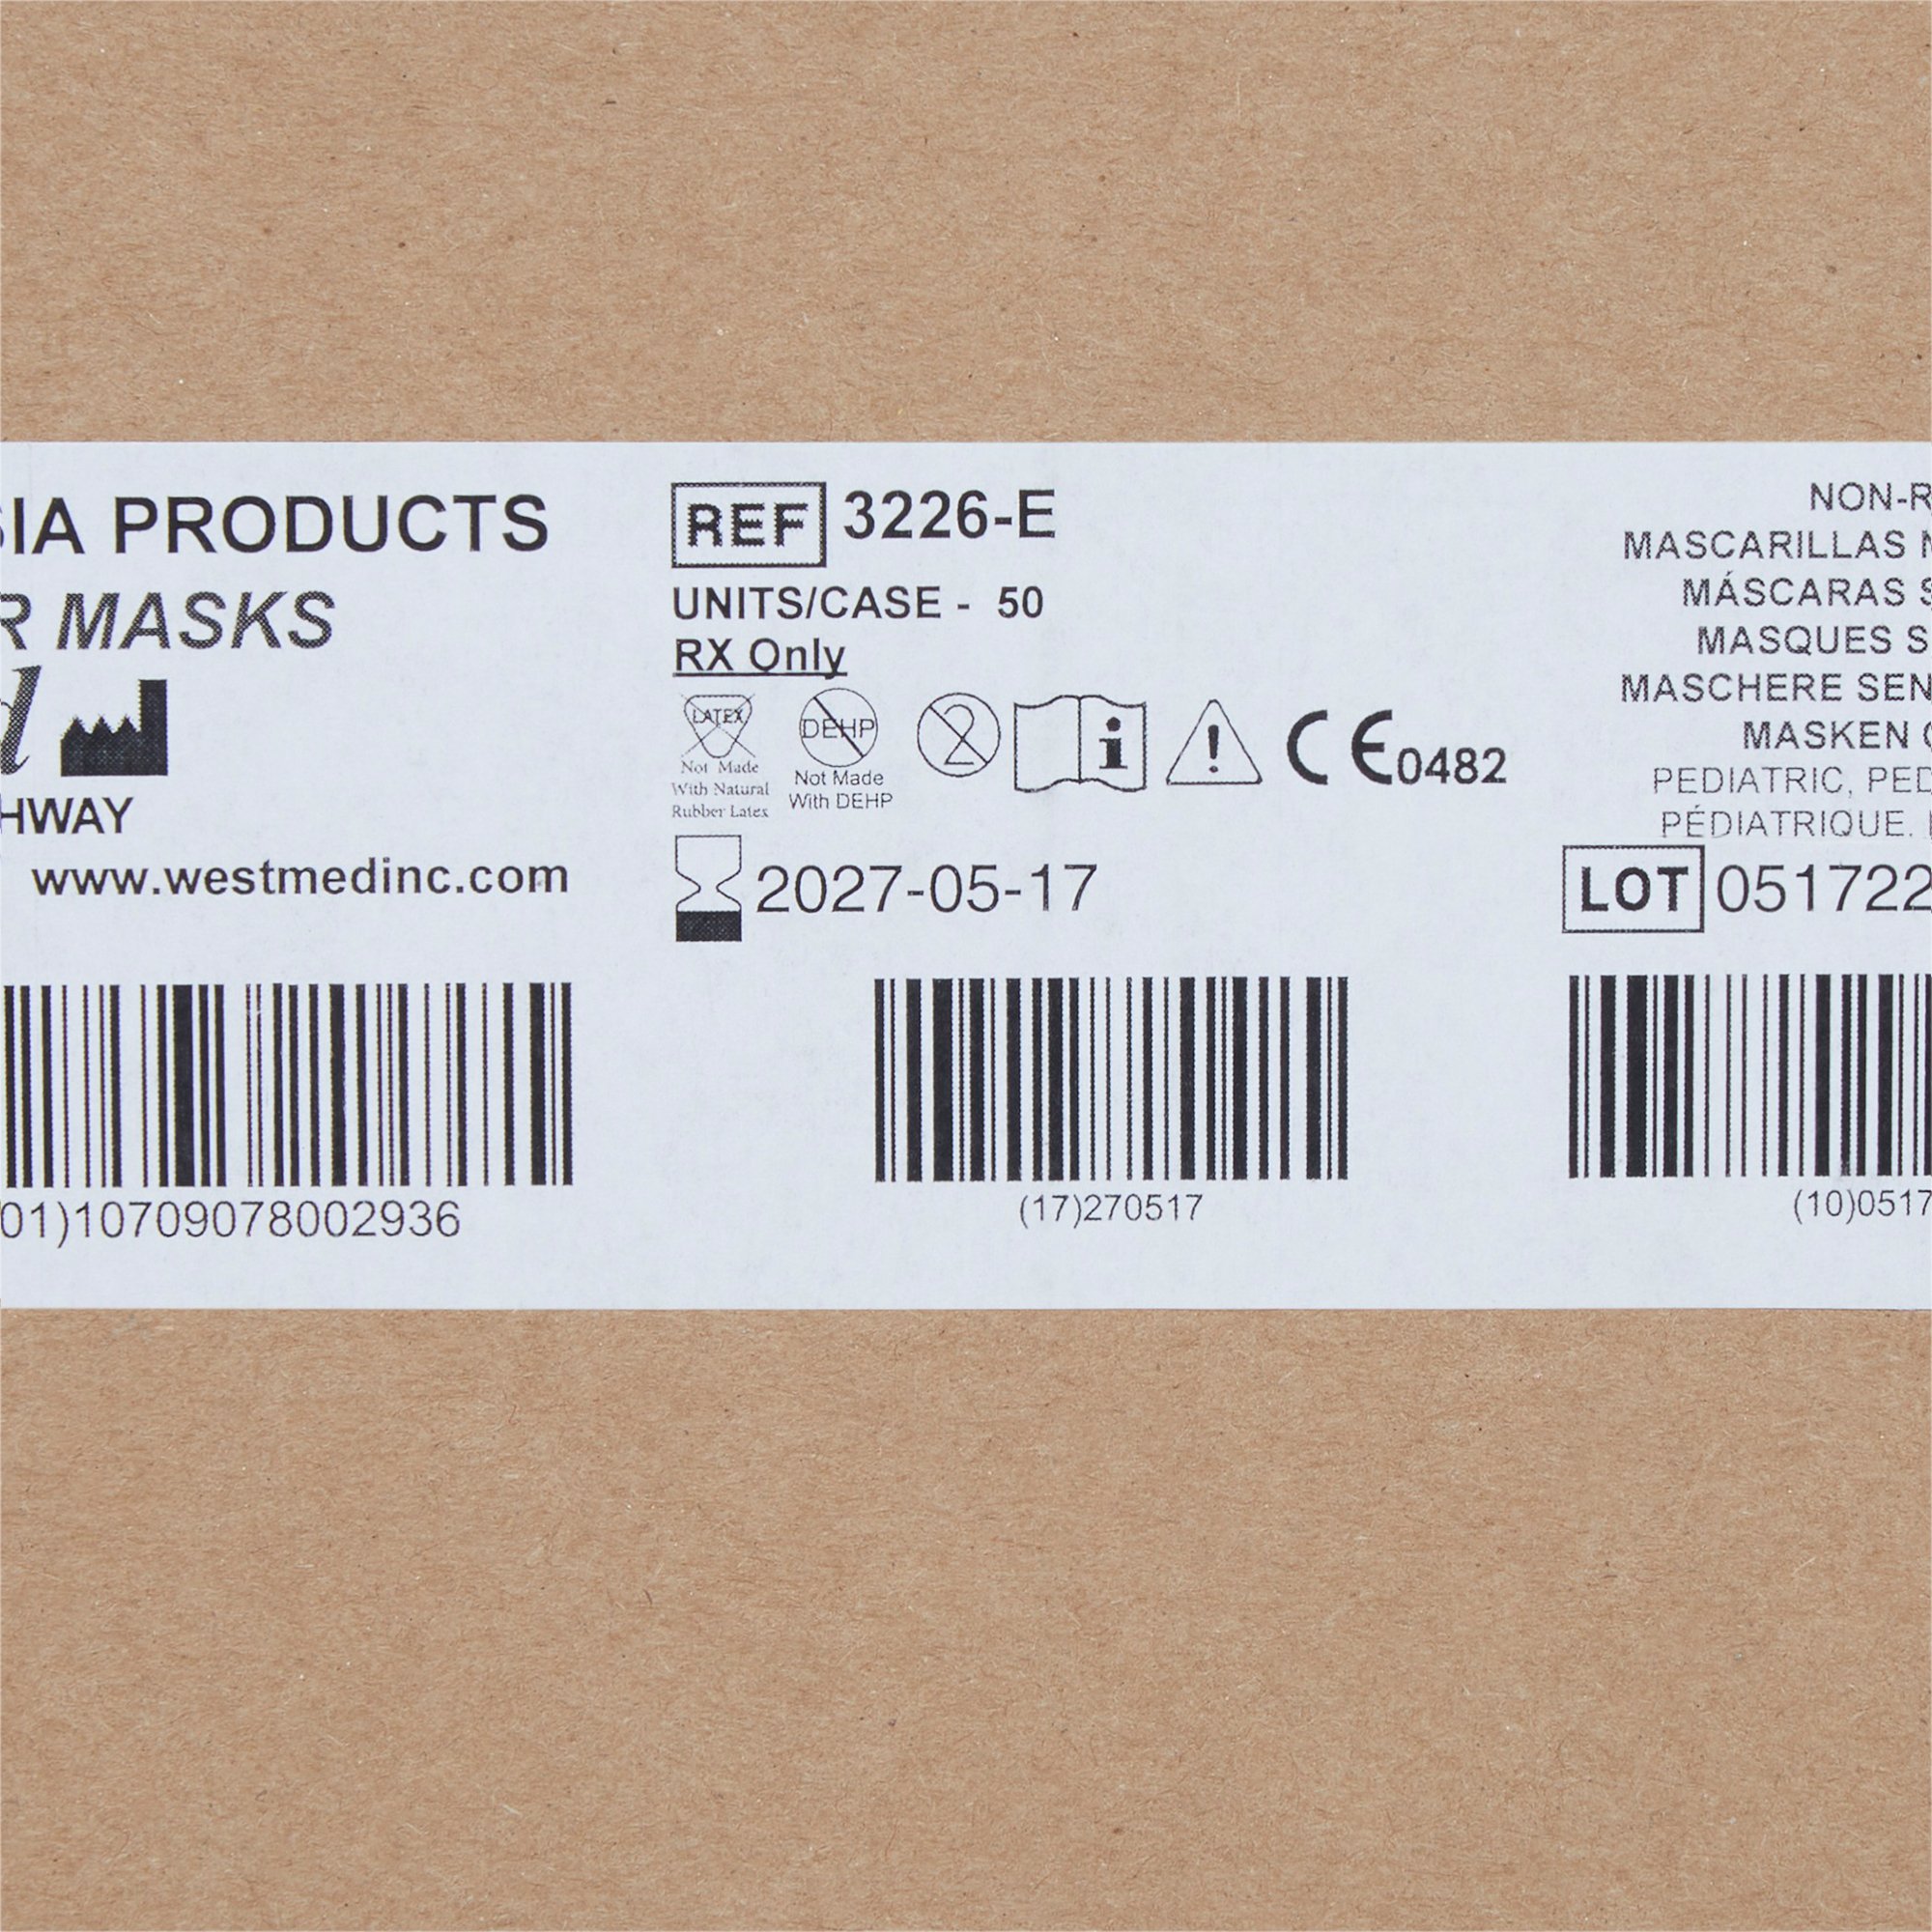 SIA PRODUCTS
R MASKS
d
HWAY
www.westmedinc.com
01)10709078002936
REF 3226-E
UNITS/CASE - 50
RX Only
LATEX
Not Made
With Natural
Rubber Latex
DEHP
Not Made
With DEHP
2
i
!
CE0482
2027-05-17
(17)270517
NON-R
MASCARILLAS N
MÁSCARAS S
MASQUES S
MASCHERE SEN
MASKEN
PEDIATRIC, PED
PÉDIATRIQUE.
LOT 051722
(10)0517